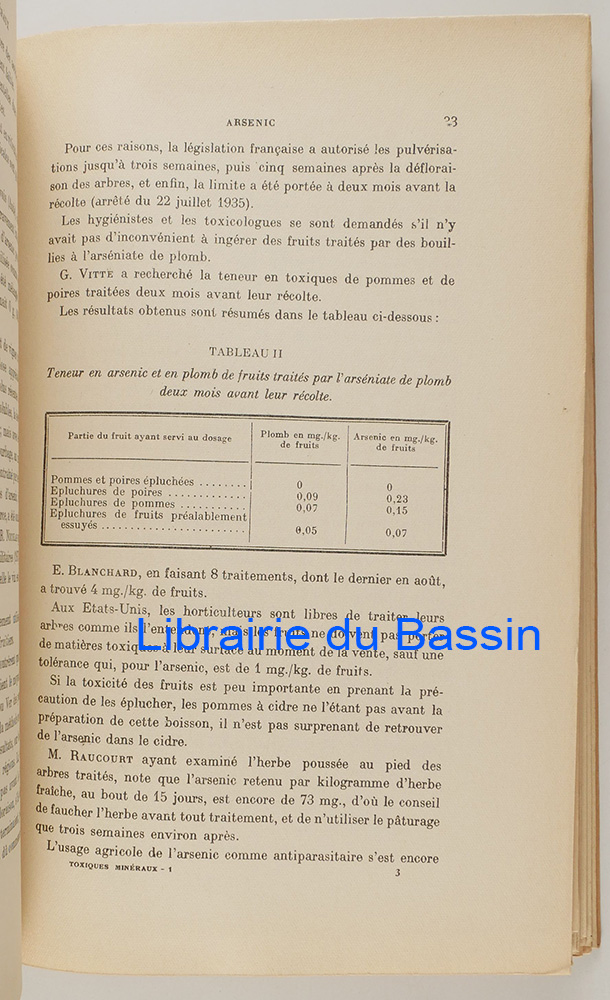 ARSENIC 23
Pour ces raisons, la législation française a autorisé les pulvérisa-
tions jusqu'à trois semaines, puis cinq semaines après la déflorai-
son des arbres, et enfin, la limite a été portée à deux mois avant la
récolte (arrêté du 22 juillet 1935).
Les hygiénistes et les toxicologues se sont demandés s'il n'y
avait pas d'inconvénient à ingérer des fruits traités par des bouil-
lies à l'arséniate de plomb.
G. VITTE a recherché la teneur en toxiques de pommes et de
poires traitées deux mois avant leur récolte.
Les résultats obtenus sont résumés dans le tableau ci-dessous :
TABLEAU II
Teneur en arsenic et en plomb de fruits traités par l'arséniate de plomb
deux mois avant leur récolte.
Partie du fruit ayant servi au dosage Plomb en mg./kg. de fruits Arsenic en mg./kg. de fruits
Pommes et poires épluchées ........ 0 0
Epluchures de poires ............. 0,09 0,23
Epluchures de pommes ........... 0,07 0,15
Epluchures de fruits préalablement
essuyés ........................ 0,05 0,07
E. BLANCHARD, en faisant 8 traitements, dont le dernier en août,
a trouvé 4 mg./kg. de fruits.
Aux Etats-Unis, les horticulteurs sont libres de traiter leurs
arbres comme ils l'entendent, mais les fruits ne doivent pas porter
de matières toxiques à leur surface au moment de la vente, sauf une
tolérance qui, pour l'arsenic, est de 1 mg./kg. de fruits.
Si la toxicité des fruits est peu importante en prenant la pré-
caution de les éplucher, les pommes à cidre ne l'étant pas avant la
préparation de cette boisson, il n'est pas surprenant de retrouver
de l'arsenic dans le cidre.
M. RAUCOURT ayant examiné l'herbe poussée au pied des
arbres traités, note que l'arsenic retenu par kilogramme d'herbe
fraîche, au bout de 15 jours, est encore de 73 mg., d'où le conseil
de faucher l'herbe avant tout traitement, et de n'utiliser le pâturage
que trois semaines environ après.
L'usage agricole de l'arsenic comme antiparasitaire s'est encore
TOXIQUES MINÉRAUX - 1 3
Librairie du Bassin